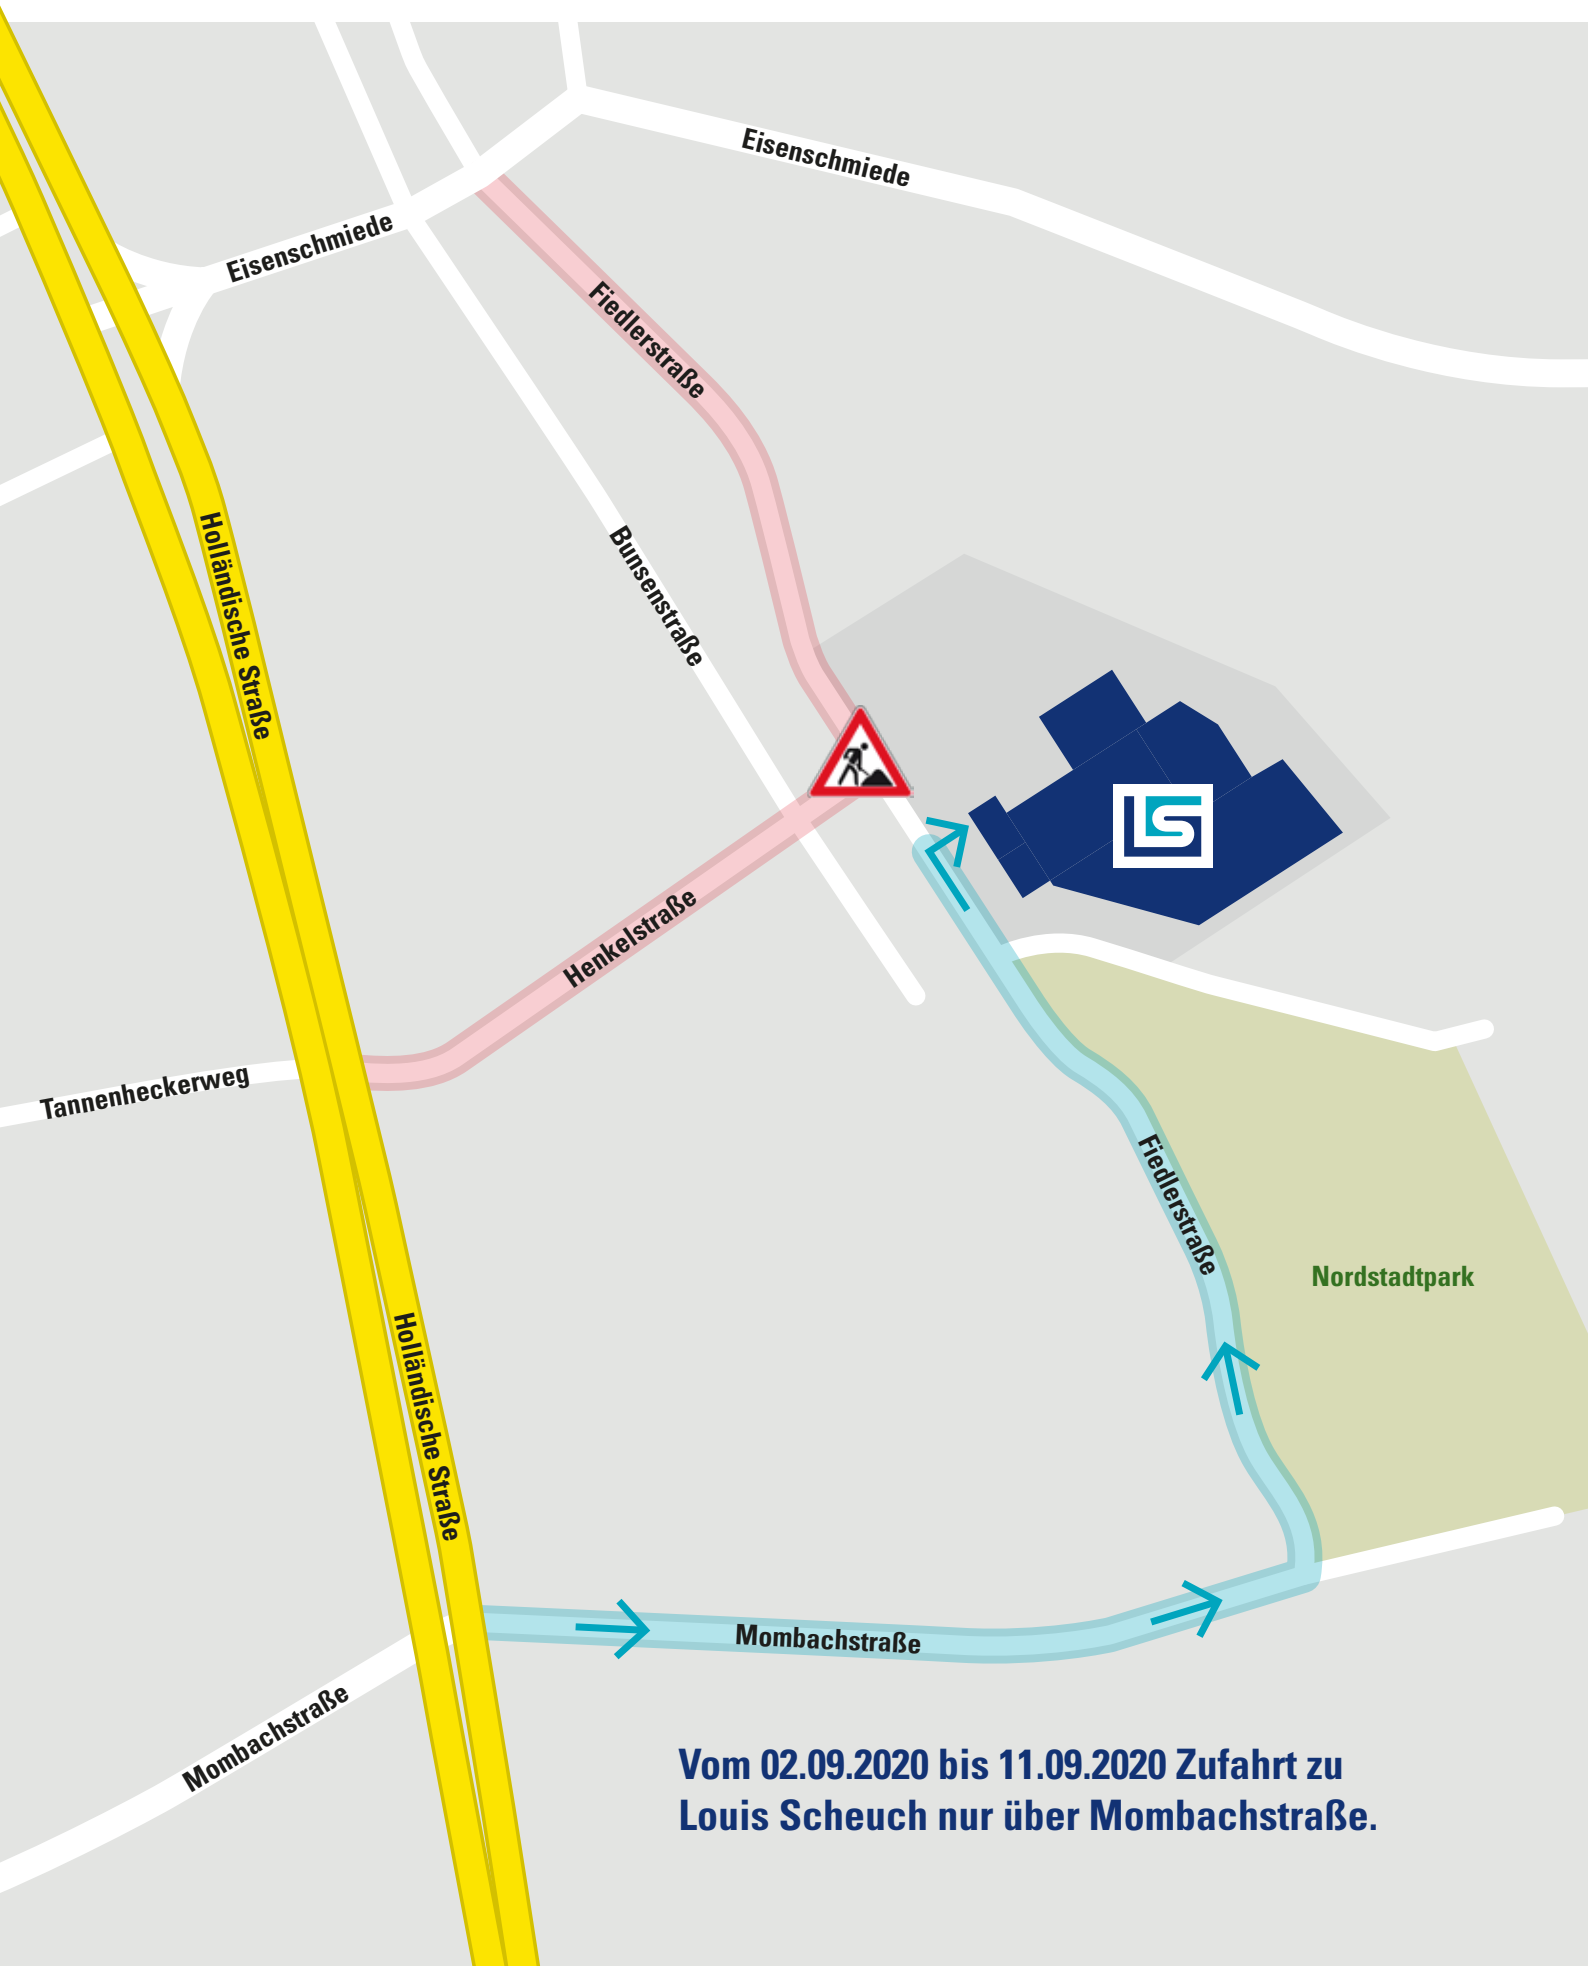 Eisenschmiede
Eisenschmiede
Fiedlerstraße
Bunsenstraße
Holländische Straße
LS
Henkelstraße
Tannenheckerweg
Fiedlerstraße
Nordstadtpark
Holländische Straße
Mombachstraße
Mombachstraße
Vom 02.09.2020 bis 11.09.2020 Zufahrt zu
Louis Scheuch nur über Mombachstraße.